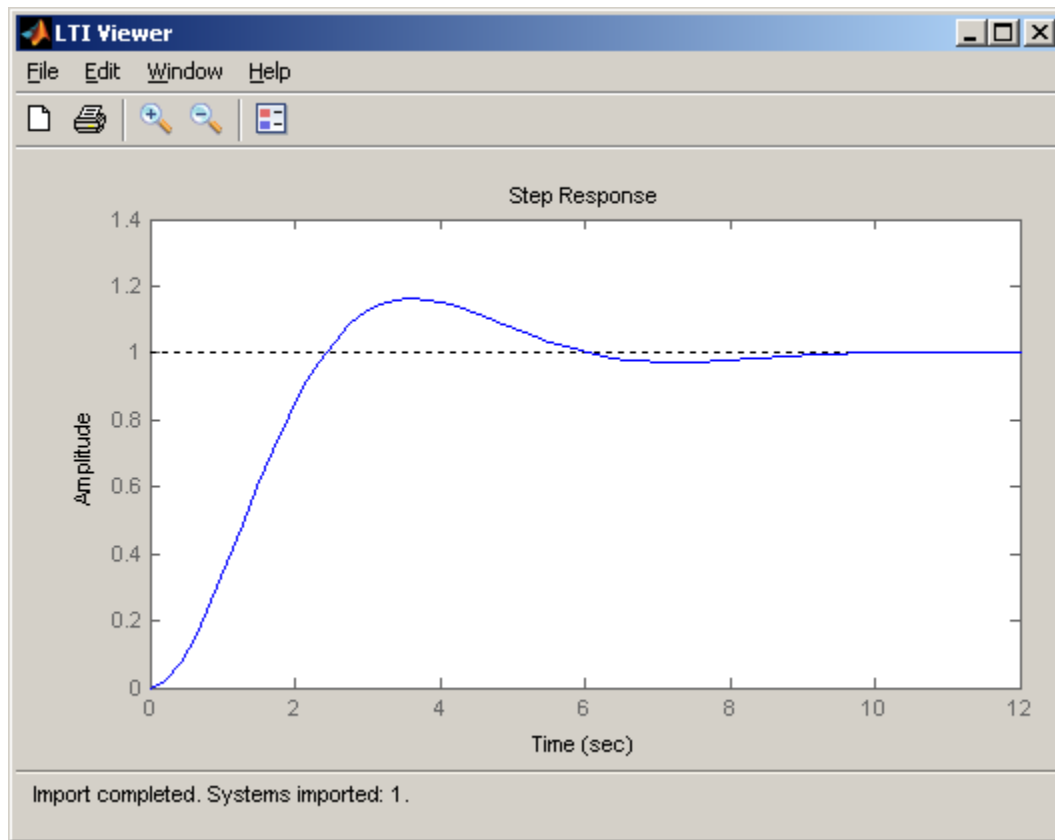 LTI Viewer
File Edit Window Help
Step Response
1.4
1.2
1
0.8
0.6
0.4
0.2
0
Amplitude
0 2 4 6 8 10 12
Time (sec)
Import completed. Systems imported: 1.